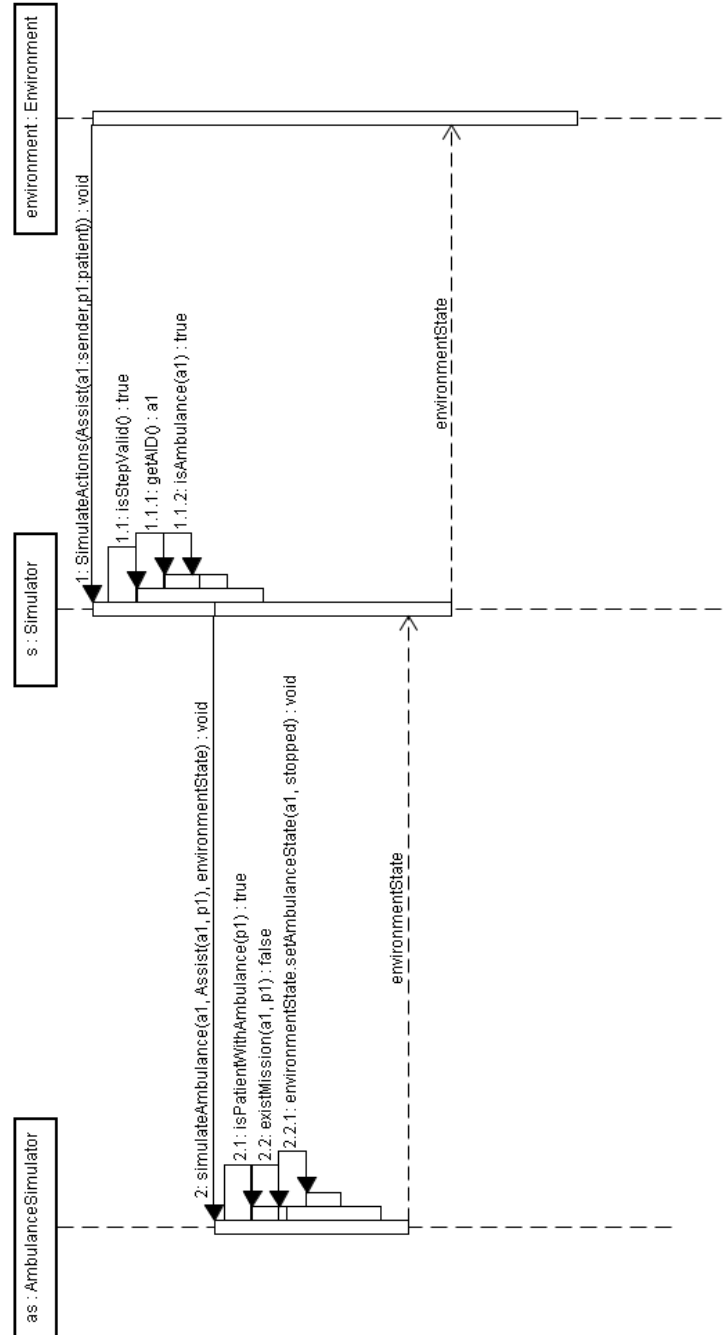 environment : Environment
s : Simulator
as : AmbulanceSimulator
1: SimulateActions(Assist(a1:sender,p1:patient)) : void
1.1: isStepValid() : true
1.1.1: getAID() : a1
1.1.2: isAmbulance(a1) : true
2: simulateAmbulance(a1, Assist(a1, p1), environmentState) : void
2.1: isPatientWithAmbulance(p1) : true
2.2: existMission(a1, p1) : false
2.2.1: environmentState.setAmbulanceState(a1, stopped) : void
environmentState
environmentState